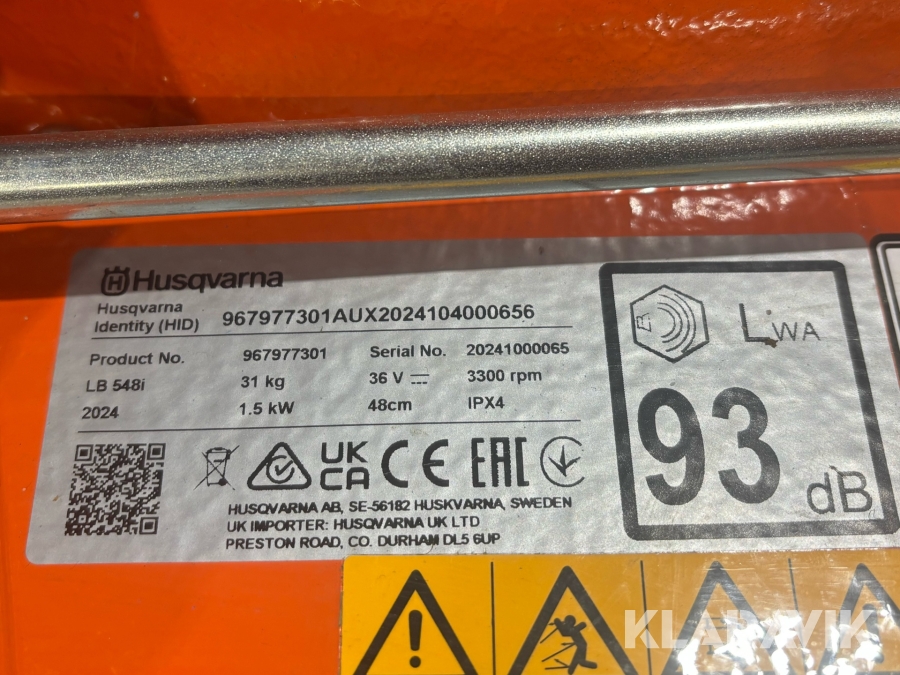 Husqvarna
Husqvarna
Identity (HID) 967977301AUX2024104000656
Product No. 967977301 Serial No. 20241000065
LB 548i 31 kg 36 V 3300 rpm
2024 1.5 kW 48cm IPX4
UK
CA CE EAC
HUSQVARNA AB, SE-56182 HUSKVARNA, SWEDEN
UK IMPORTER: HUSQVARNA UK LTD
PRESTON ROAD, CO. DURHAM DL5 6UP
LWA
93
dB
KLARAVIK